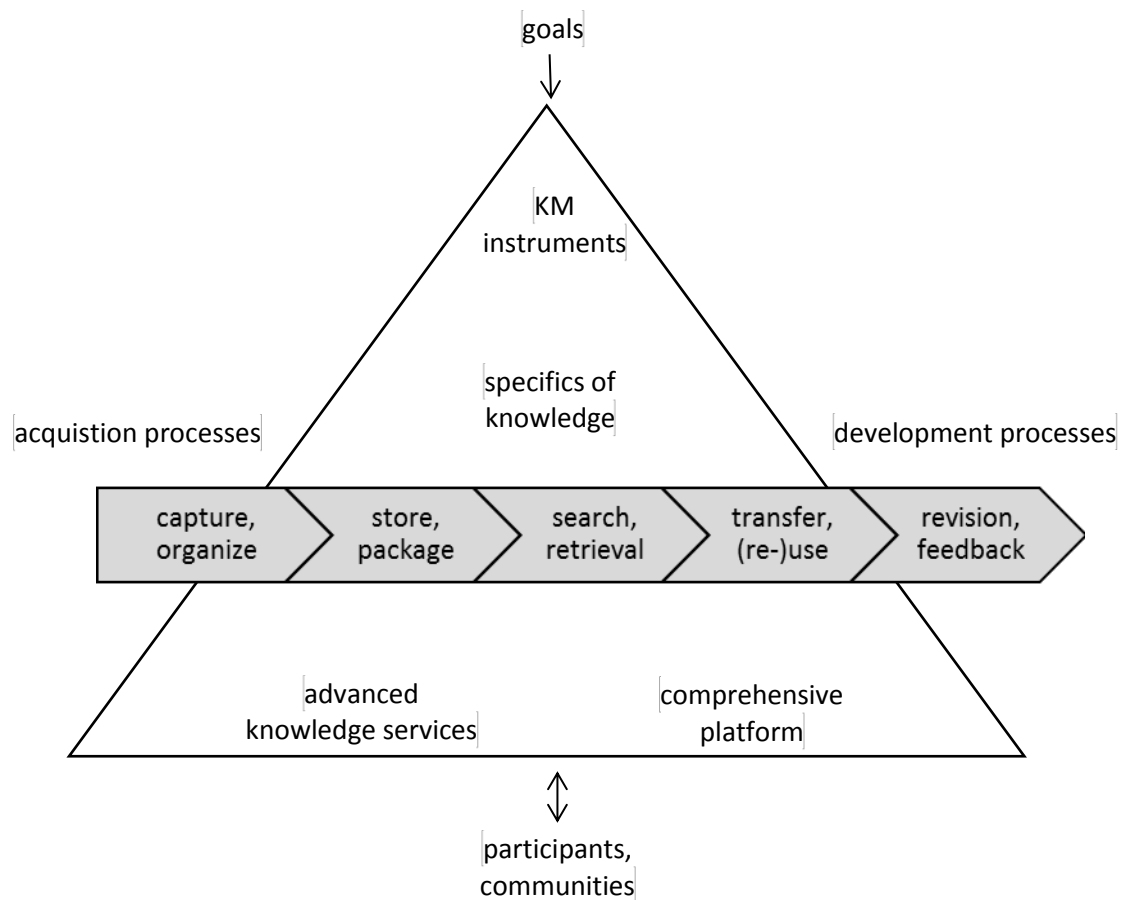 goals
KM
instruments
specifics of
knowledge
acquistion processes
development processes
capture,
organize
store,
package
search,
retrieval
transfer,
(re-)use
revision,
feedback
advanced
knowledge services
comprehensive
platform
participants,
communities